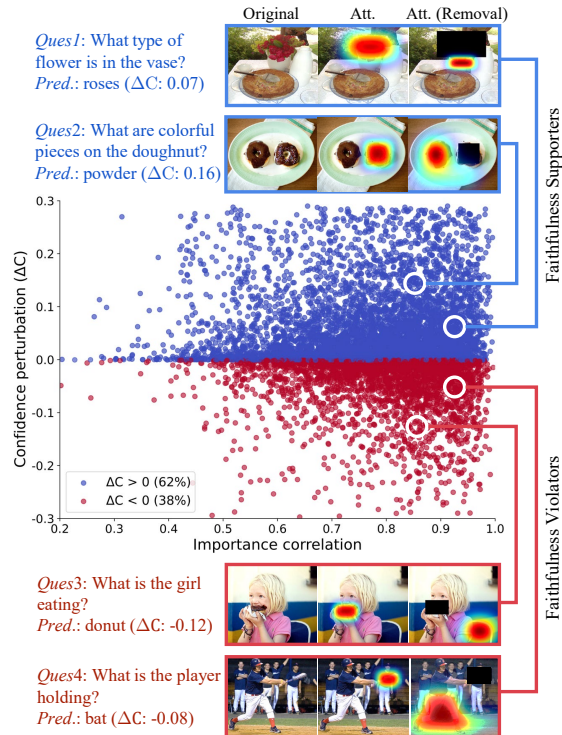 Original Att. Att. (Removal)
Ques1: What type of
flower is in the vase?
Pred.: roses (ΔC: 0.07)
Ques2: What are colorful
pieces on the doughnut?
Pred.: powder (ΔC: 0.16)
Faithfulness Supporters
0.3
0.2
0.1
0.0
-0.1
-0.2
-0.3
Confidence perturbation (ΔC)
ΔC > 0 (62%)
ΔC < 0 (38%)
0.2 0.3 0.4 0.5 0.6 0.7 0.8 0.9 1.0
Importance correlation
Faithfulness Violators
Ques3: What is the girl
eating?
Pred.: donut (ΔC: -0.12)
Ques4: What is the player
holding?
Pred.: bat (ΔC: -0.08)